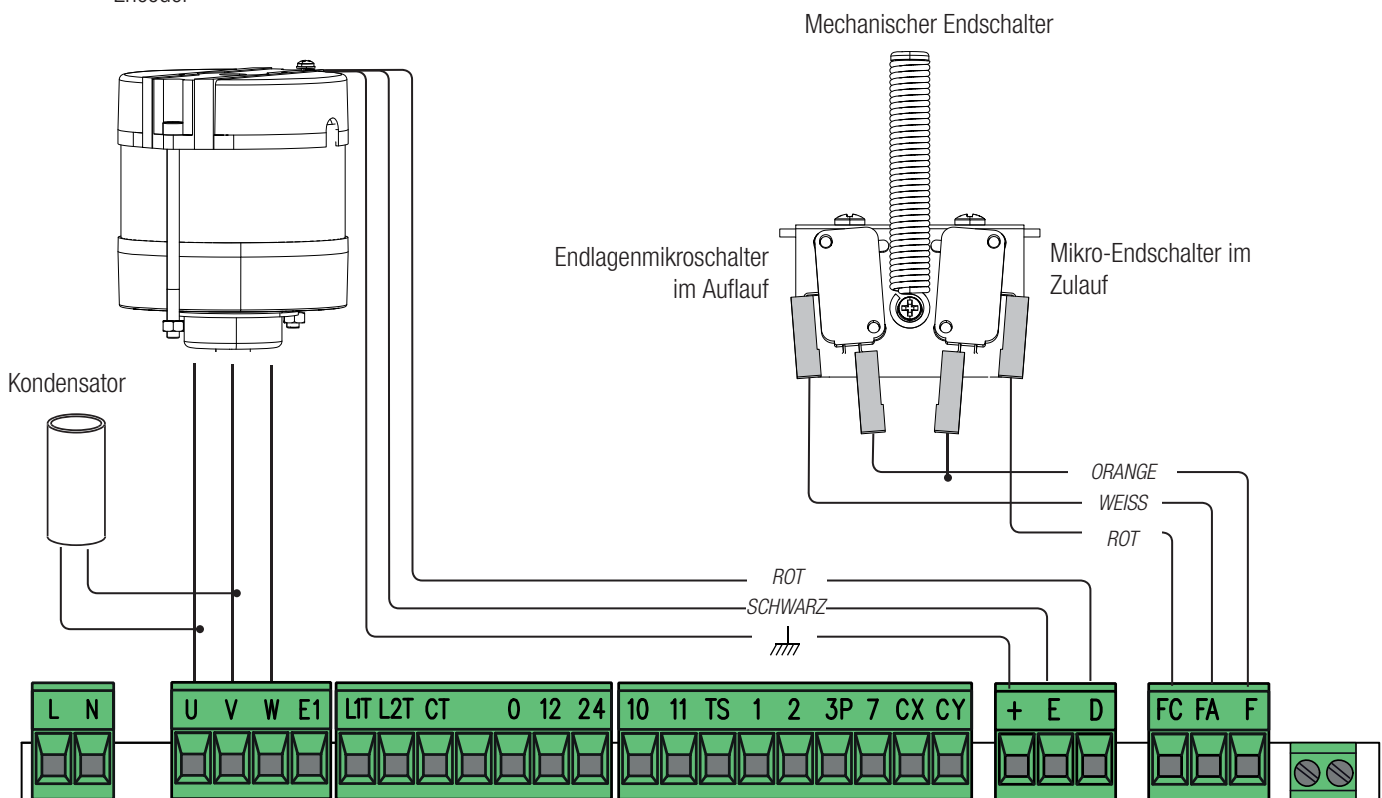 Mechanischer Endschalter
Endlagenmikroschalter
im Auflauf
Mikro-Endschalter im
Zulauf
Kondensator
ORANGE
WEISS
ROT
ROT
SCHWARZ
L N
U V W E1
L1T L2T CT 0 12 24
10 11 TS 1 2 3P 7 CX CY
+ E D
FC FA F